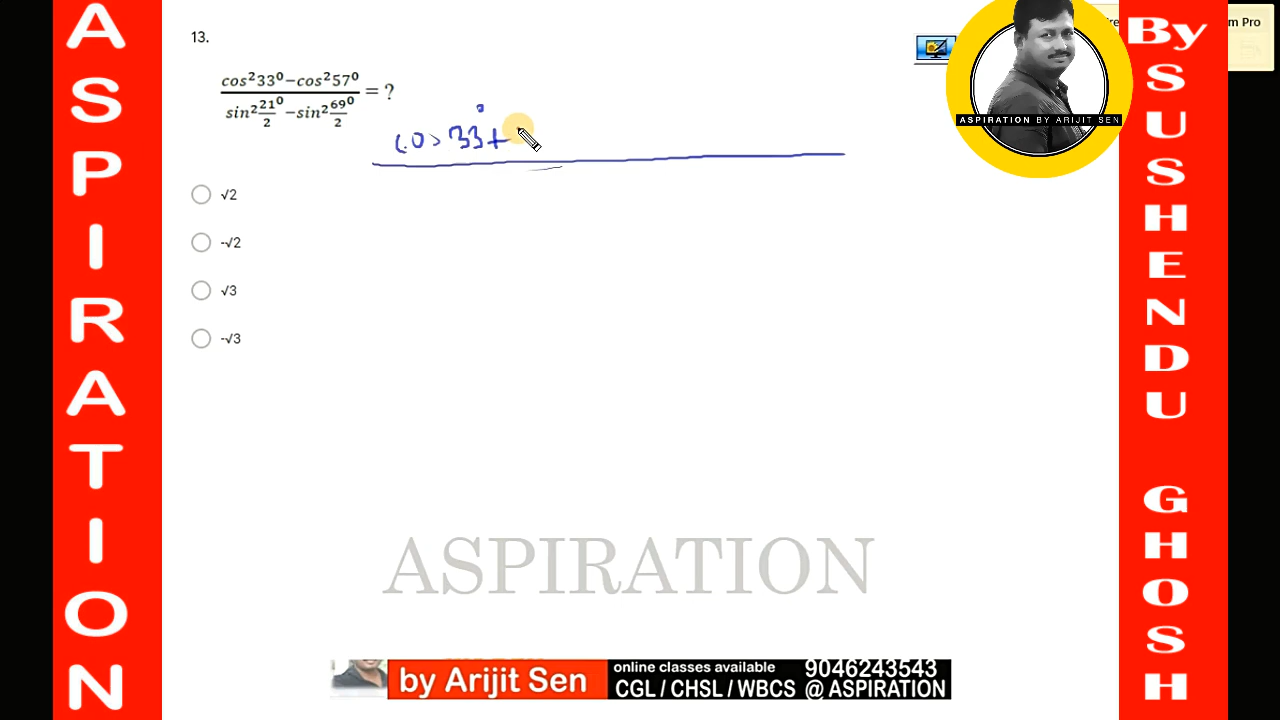 ASPIRATION
13.
cos²33⁰−cos²57⁰ / sin²21⁰/2 −sin²69⁰/2 = ?
cos 33° +
√2
-√2
√3
-√3
ASPIRATION BY ARIJIT SEN
m Pro
By SUSHENDU GHOSH
ASPIRATION
by Arijit Sen
online classes available 9046243543
CGL / CHSL / WBCS @ ASPIRATION